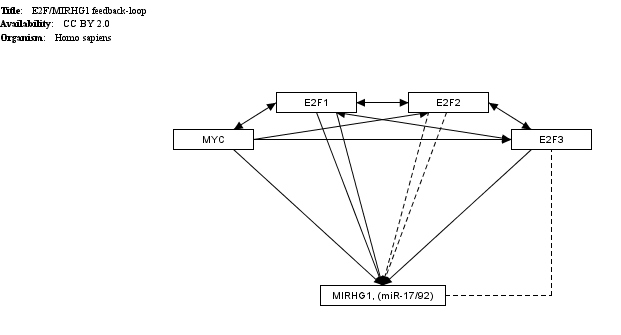 Title: E2F/MIRHG1 feedback-loop
Availability: CC BY 2.0
Organism: Homo sapiens
E2F1
E2F2
MYC
E2F3
MIRHG1, (miR-17/92)